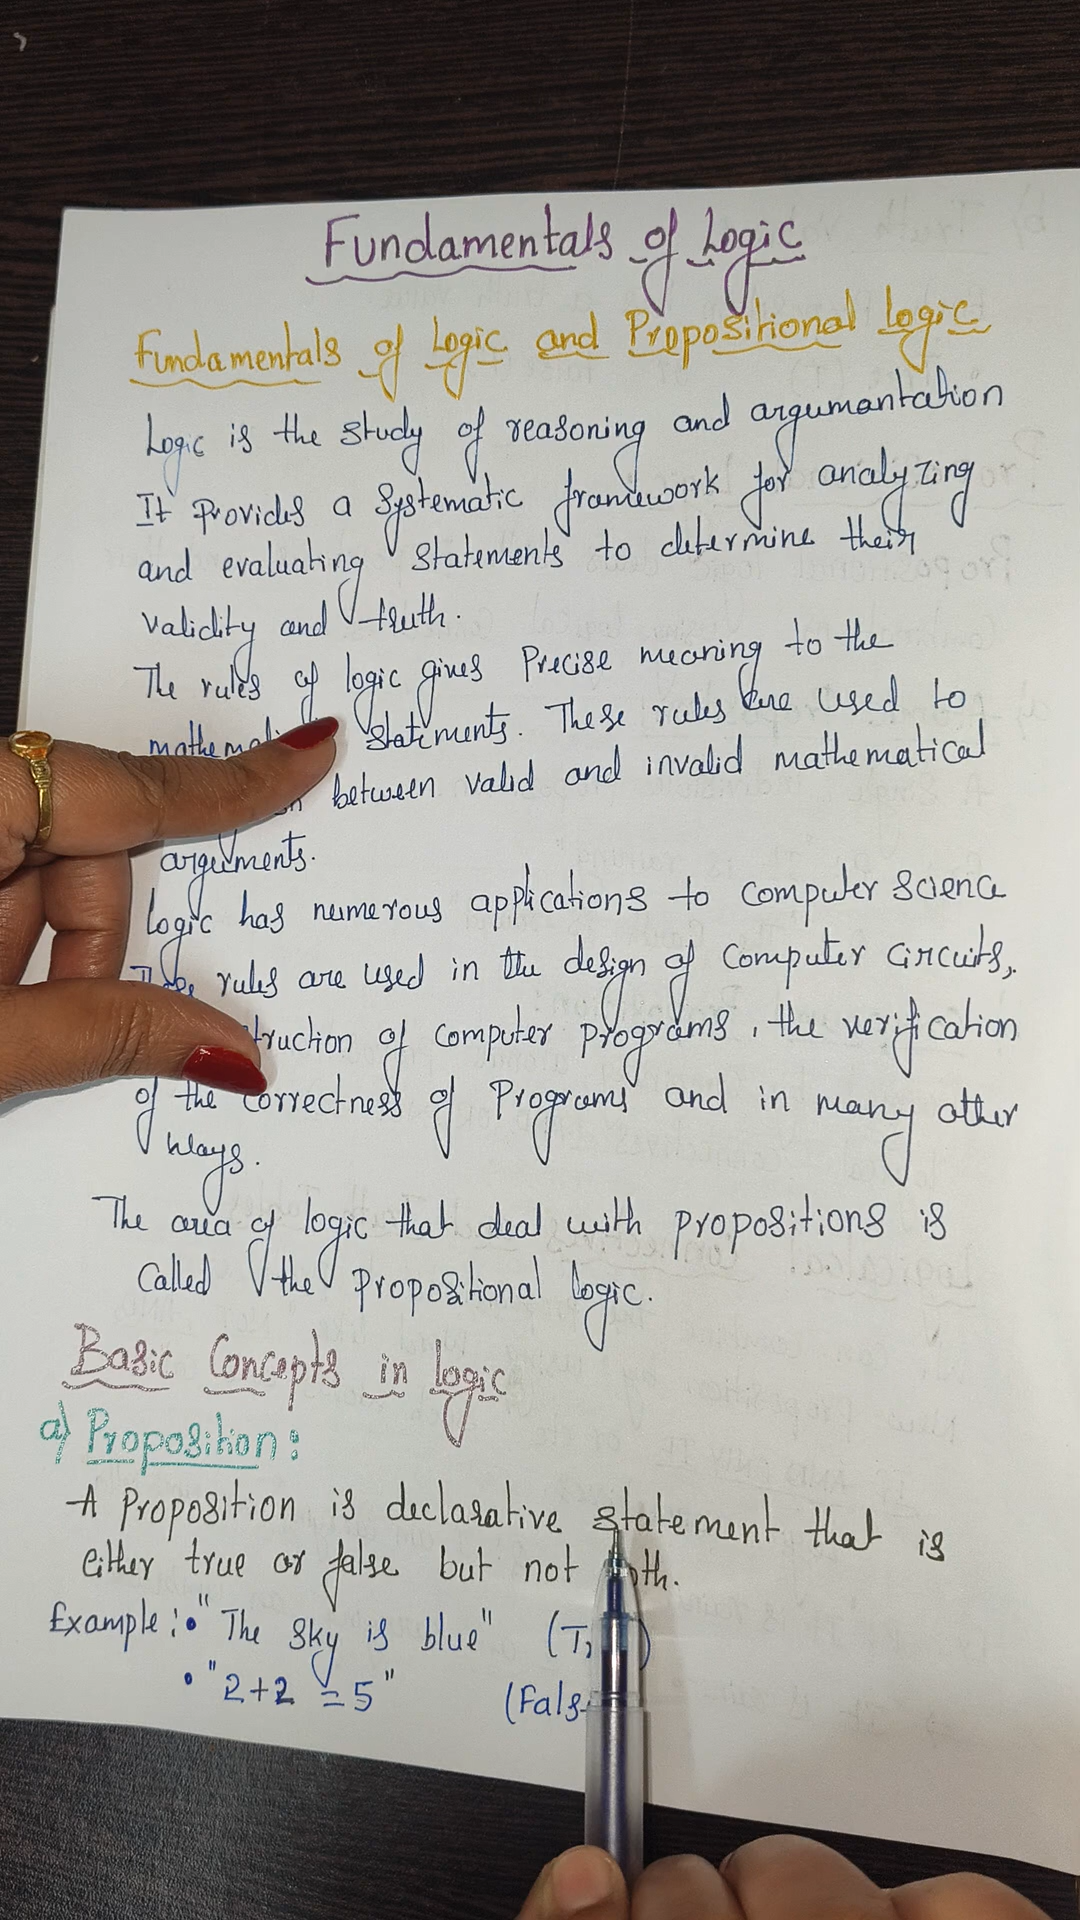 Fundamentals of Logic
Fundamentals of Logic and Propositional Logic
Logic is the study of reasoning and argumantation
It Provides a systematic framework for analyzing
and evaluating statements to determine their
validity and truth.
The rules of logic gives Precise meaning to the
statements. These rules are used to
between valid and invalid mathematical
arguments.
Logic has numerous applications to computer science
rules are used in the design of computer circuits,
of computer programs, the verification
of the correctness of Programs and in many other
ways.
The area of logic that deal with propositions is
called the propositional logic.
Basic Concepts in logic
a) Proposition:
A proposition is declarative statement that is
either true or false but not
Example: • "The sky is blue"
• "2+2 = 5"